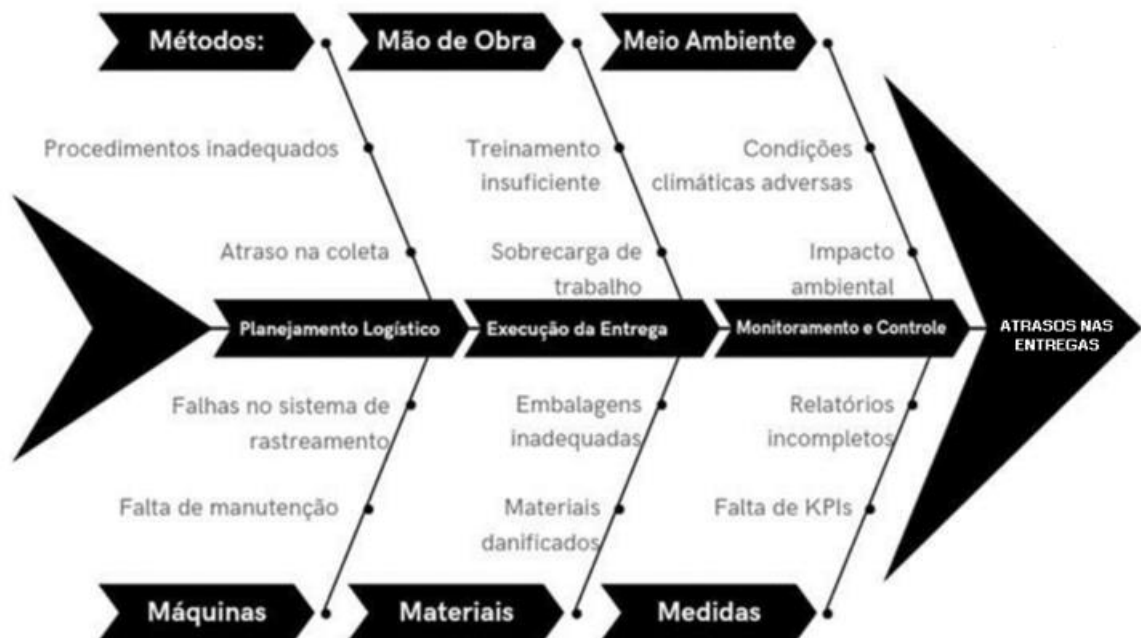 Métodos:
Mão de Obra
Meio Ambiente
Procedimentos inadequados
Treinamento
insuficiente
Condições
climáticas adversas
Atraso na coleta
Sobrecarga de
trabalho
Impacto
ambiental
Planejamento Logístico
Execução da Entrega
Monitoramento e Controle
ATRASOS NAS
ENTREGAS
Falhas no sistema de
rastreamento
Embalagens
inadequadas
Relatórios
incompletos
Falta de manutenção
Materiais
danificados
Falta de KPIs
Máquinas
Materiais
Medidas